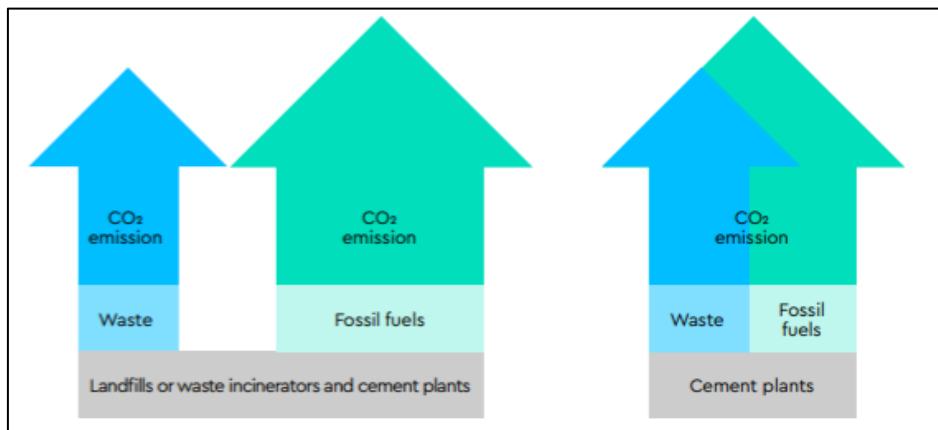 CO₂
emission
CO₂
emission
Waste
Fossil fuels
Landfills or waste incinerators and cement plants
CO₂
emission
Waste
Fossil
fuels
Cement plants